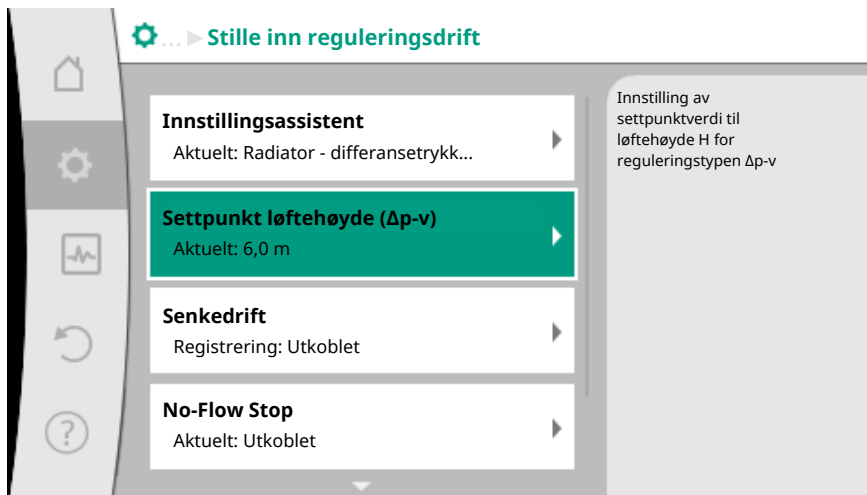 ... Stille inn reguleringsdrift
Innstillingsassistent
Aktuelt: Radiator - differansetrykk...
Settpunkt løftehøyde (Δp-v)
Aktuelt: 6,0 m
Senkedrift
Registrering: Utkoblet
No-Flow Stop
Aktuelt: Utkoblet
Innstilling av
settpunktverdi til
løftehøyde H for
reguleringstypen Δp-v
?